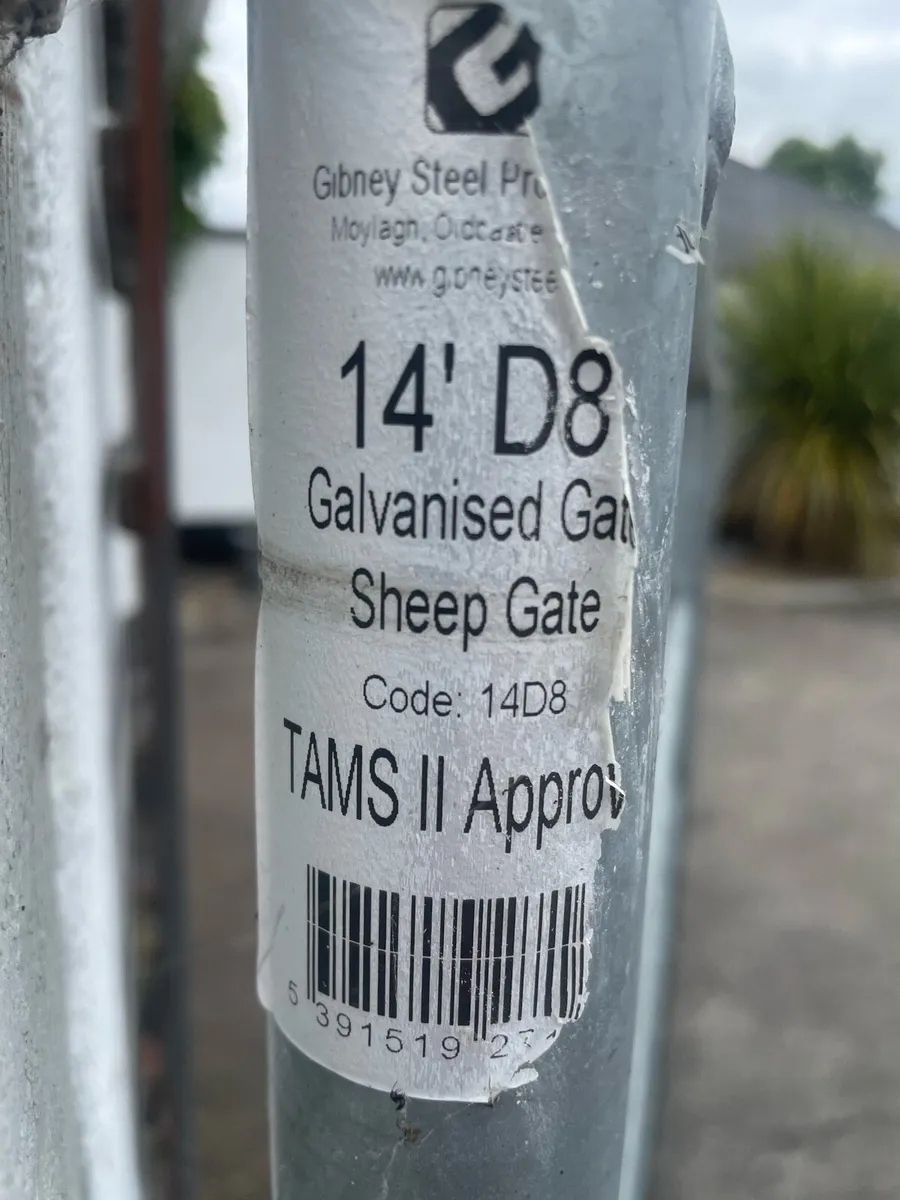 G
Gibney Steel Pro
Moylagh, Oldcastle
www.gibneystee
14' D8
Galvanised Gat
Sheep Gate
Code: 14D8
TAMS II Approv
5 391519 27